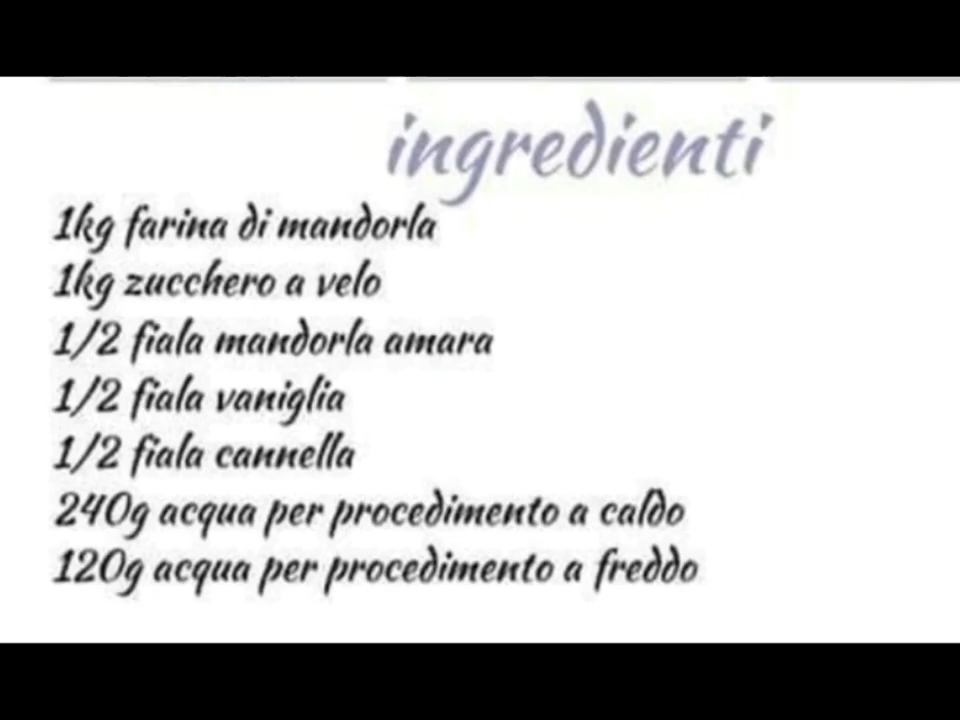 ingredienti
1kg farina di mandorla
1kg zucchero a velo
1/2 fiala mandorla amara
1/2 fiala vaniglia
1/2 fiala cannella
240g acqua per procedimento a caldo
120g acqua per procedimento a freddo